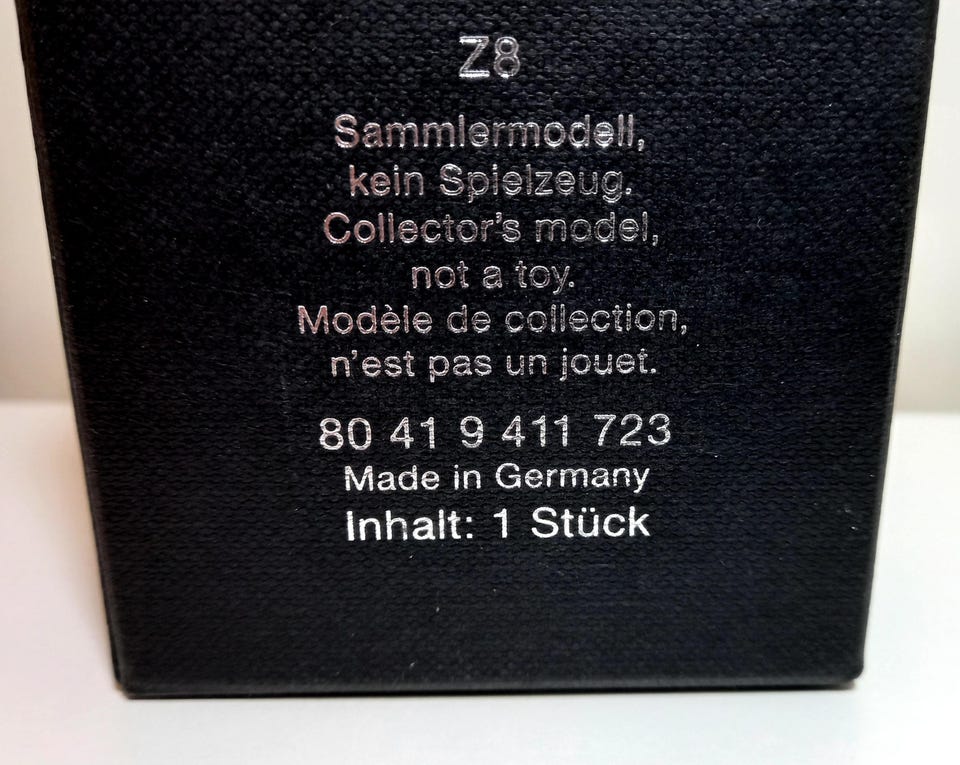 Z8
Sammlermodell,
kein Spielzeug.
Collector's model,
not a toy.
Modèle de collection,
n'est pas un jouet.
80 41 9 411 723
Made in Germany
Inhalt: 1 Stück